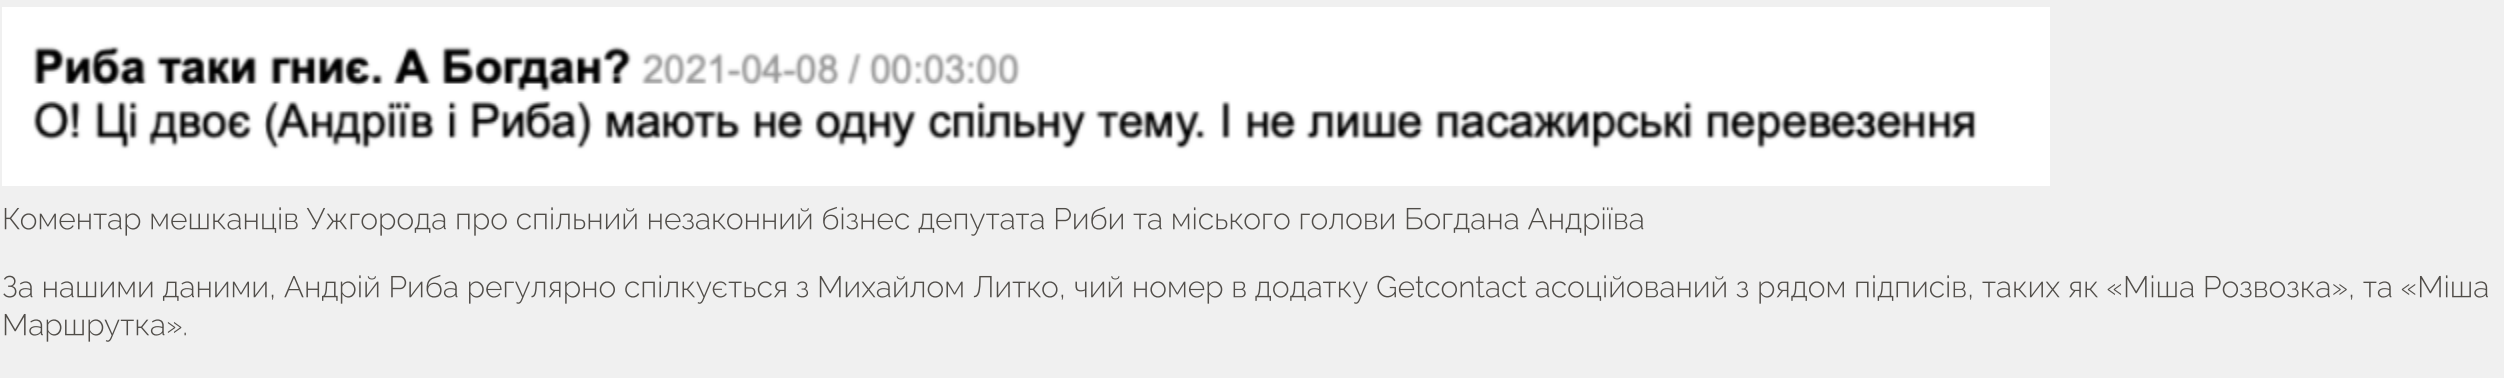 Риба таки гниє. А Богдан? 2021-04-08 / 00:03:00
О! Ці двоє (Андріїв і Риба) мають не одну спільну тему. І не лише пасажирські перевезення
Коментар мешканців Ужгорода про спільний незаконний бізнес депутата Риби та міського голови Богдана Андріїва
За нашими даними, Андрій Риба регулярно спілкується з Михайлом Литко, чий номер в додатку Getcontact асоційований з рядом підписів, таких як «Міша Розвозка», та «Міша
Маршрутка».